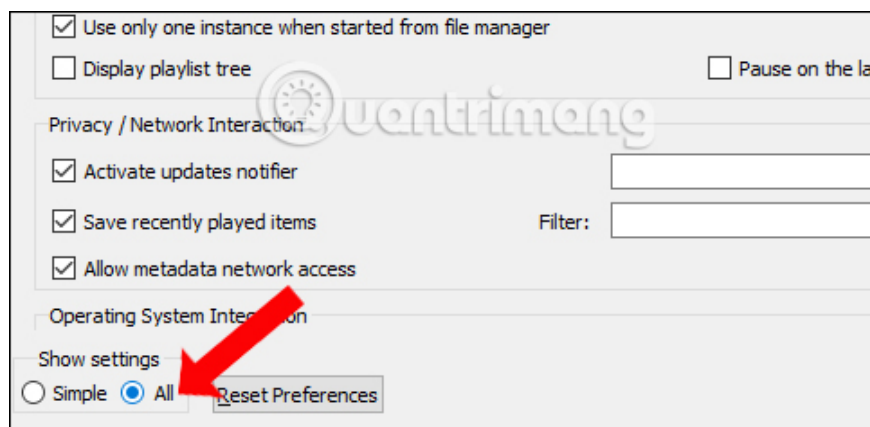 Use only one instance when started from file manager
Display playlist tree
Pause on the la
Quantrimang
Privacy / Network Interaction
Activate updates notifier
Save recently played items
Filter:
Allow metadata network access
Operating System Integration
Show settings
Simple
All
Reset Preferences